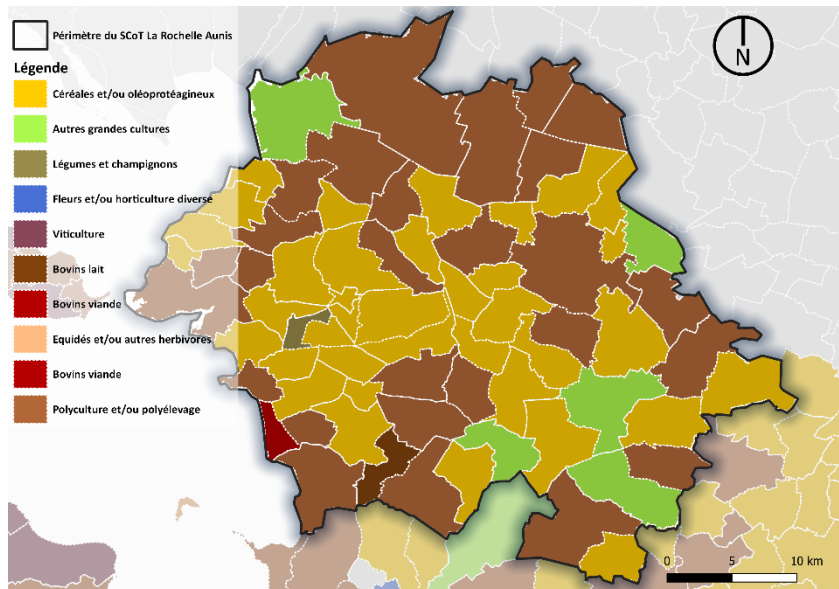 Périmètre du SCoT La Rochelle Aunis
Légende
Céréales et/ou oléoprotéagineux
Autres grandes cultures
Légumes et champignons
Fleurs et/ou horticulture diversé
Viticulture
Bovins lait
Bovins viande
Equidés et/ou autres herbivores
Bovins viande
Polyculture et/ou polyélevage
N
0 5 10 km